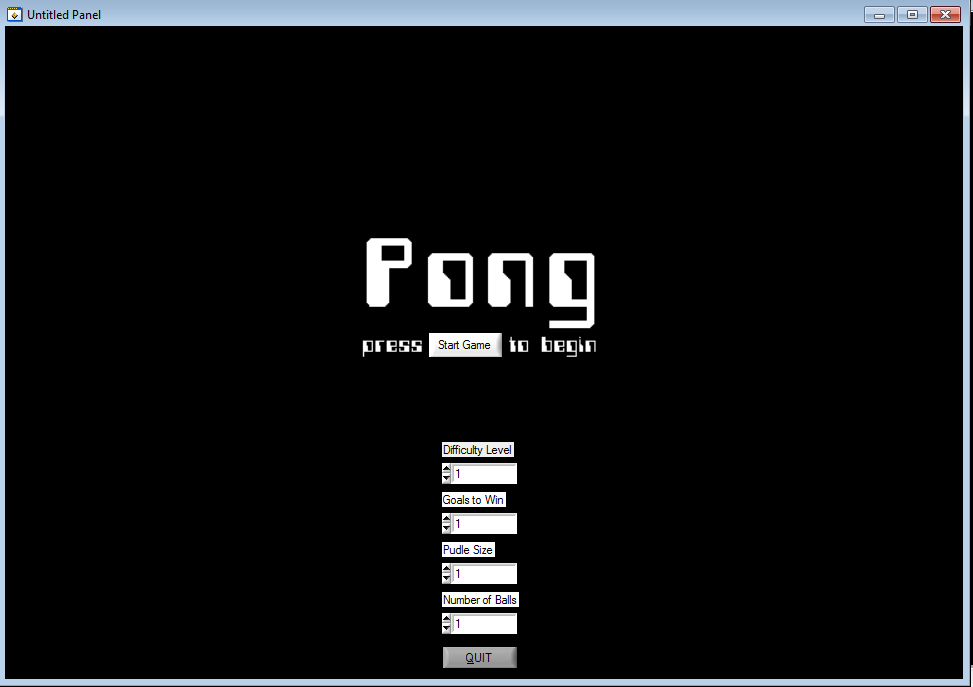 Untitled Panel
Pong
press Start Game to begin
Difficulty Level
1
Goals to Win
1
Pudle Size
1
Number of Balls
1
QUIT